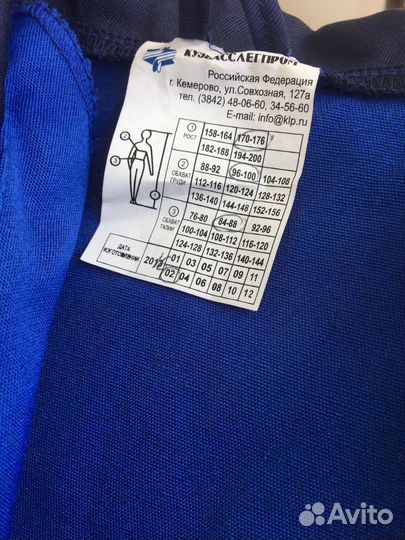 КУЗБАССЛЕГПРОМ
Российская Федерация
г. Кемерово, ул.Совхозная, 127а
тел. (3842) 48-06-60, 34-56-60
E-mail: info@klp.ru
1 РОСТ 158-164 170-176
182-188 194-200
2 ОБХВАТ ГРУДИ 88-92 96-100 104-108
112-116 120-124 128-132
136-140 144-148 152-156
3 ОБХВАТ ТАЛИИ 76-80 84-88 92-96
100-104 108-112 116-120
124-128 132-136 140-144
ДАТА ИЗГОТОВЛЕНИЯ 201 01 03 05 07 09 11
02 04 06 08 10 12
2
3
1
Avito